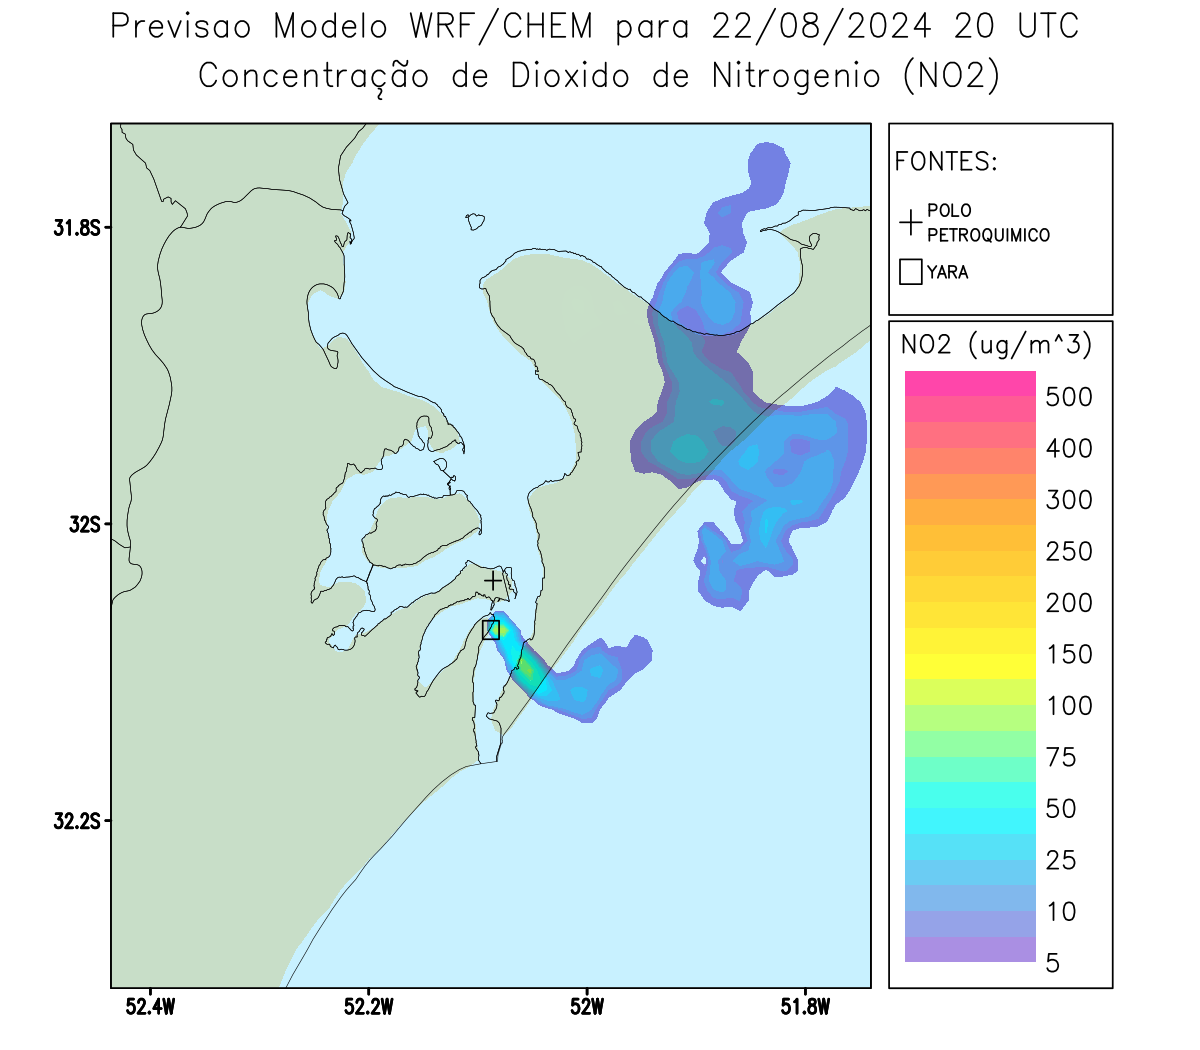 Previsao Modelo WRF/CHEM para 22/08/2024 20 UTC
Concentração de Dioxido de Nitrogenio (NO2)
FONTES:
POLO
PETROQUIMICO
YARA
NO2 (ug/m^3)
500
400
300
250
200
150
100
75
50
25
10
5
31.8S
32S
32.2S
52.4W
52.2W
52W
51.8W